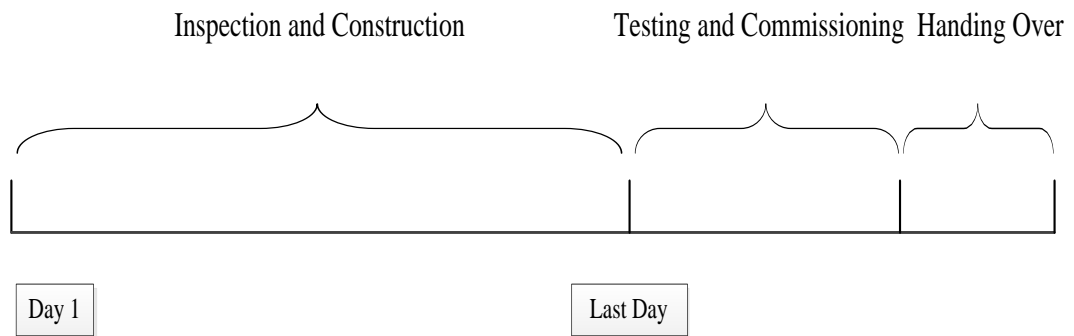 Inspection and Construction
Testing and Commissioning
Handing Over
Day 1
Last Day